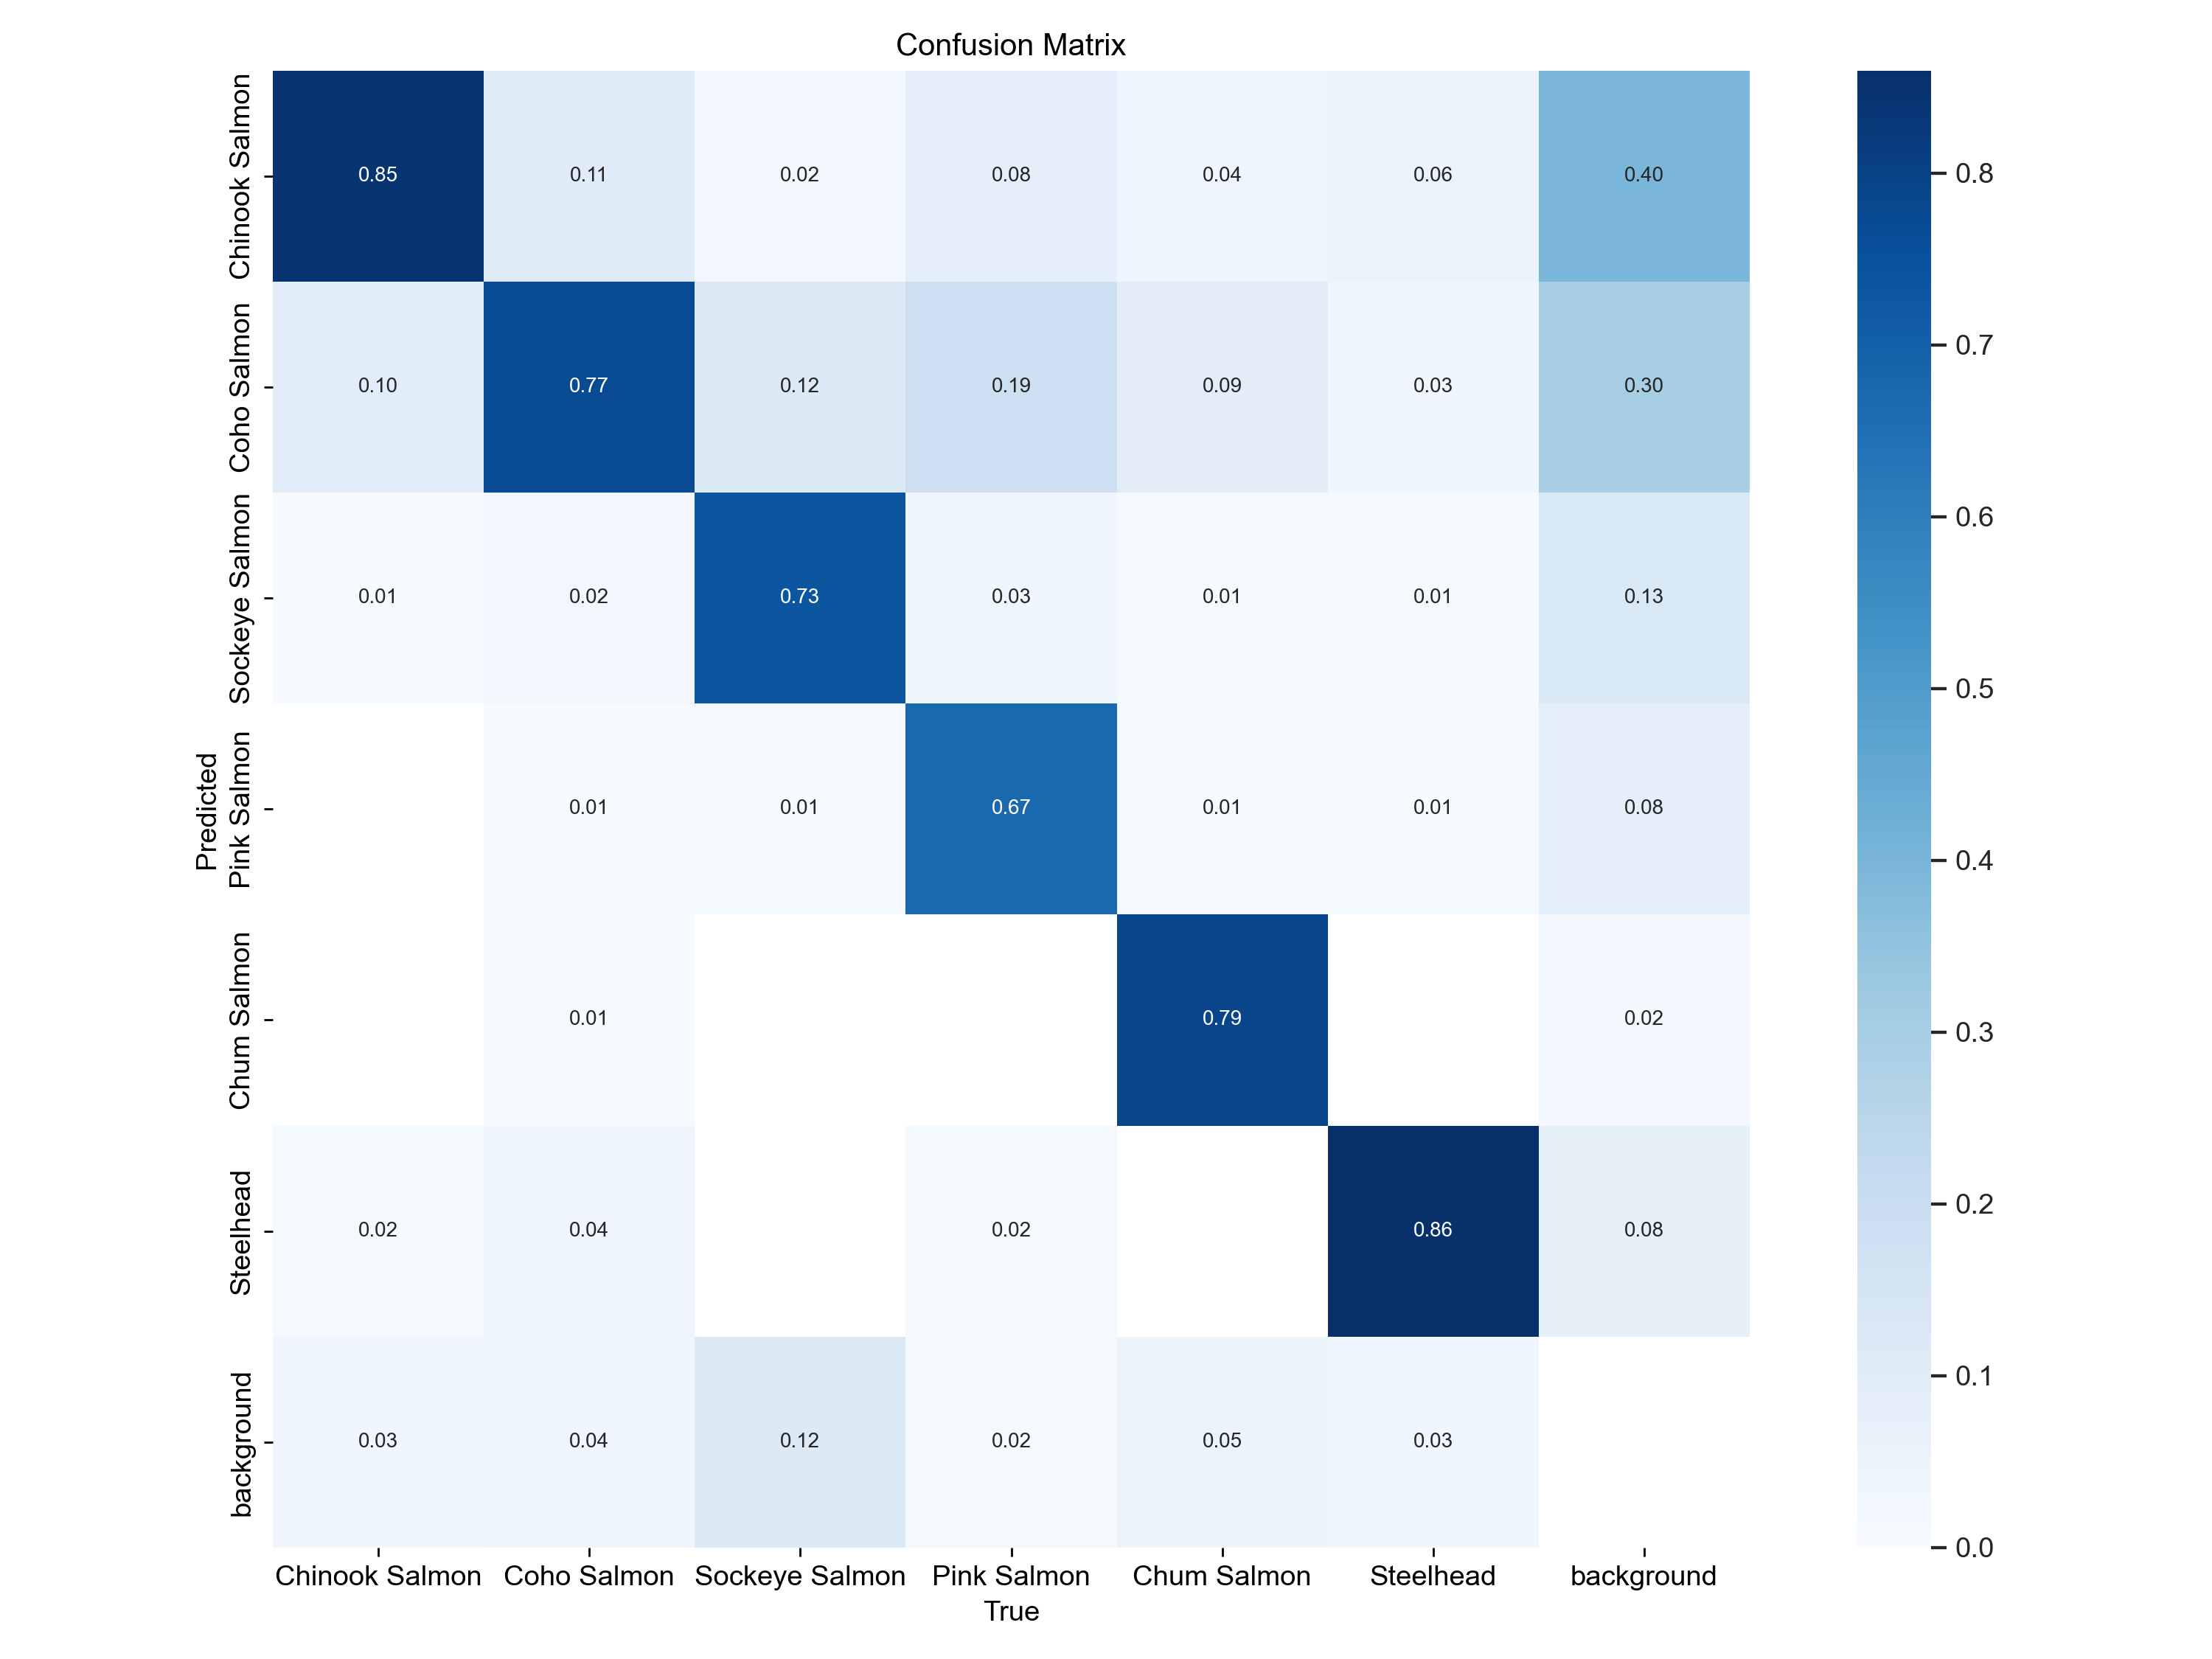 Confusion Matrix
Predicted
Chinook Salmon
0.85 0.11 0.02 0.08 0.04 0.06 0.40
Coho Salmon
0.10 0.77 0.12 0.19 0.09 0.03 0.30
Sockeye Salmon
0.01 0.02 0.73 0.03 0.01 0.01 0.13
Pink Salmon
0.01 0.01 0.67 0.01 0.01 0.08
Chum Salmon
0.01 0.79 0.02
Steelhead
0.02 0.04 0.02 0.86 0.08
background
0.03 0.04 0.12 0.02 0.05 0.03
Chinook Salmon Coho Salmon Sockeye Salmon Pink Salmon Chum Salmon Steelhead background
True
0.8
0.7
0.6
0.5
0.4
0.3
0.2
0.1
0.0